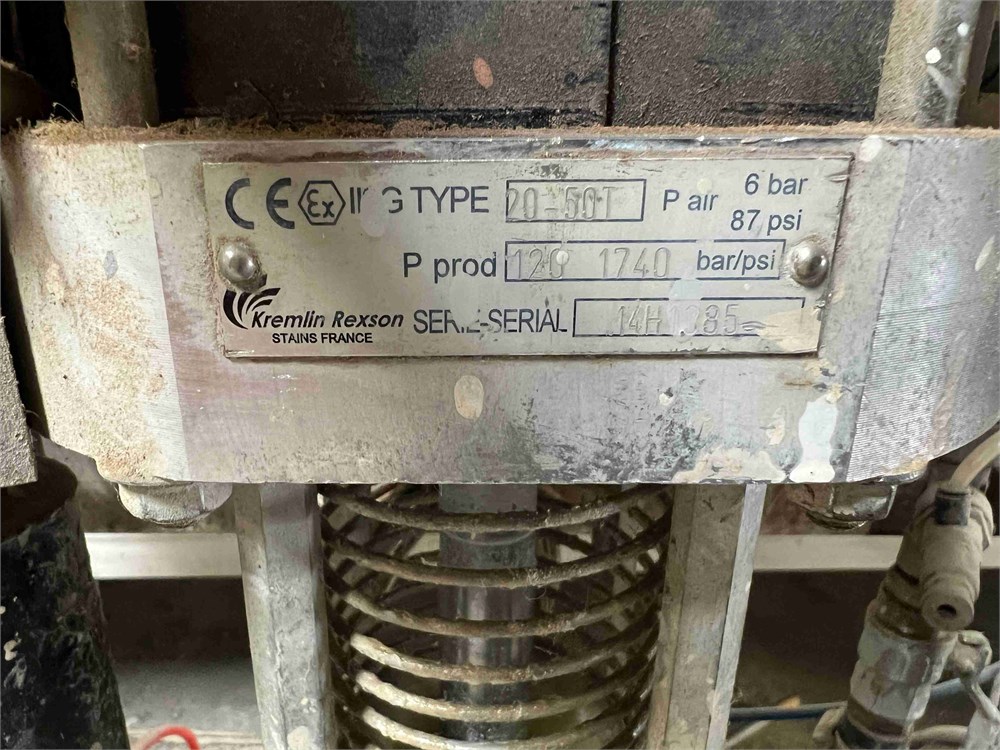 CE Ex II G TYPE 20-50T P air 6 bar
87 psi
P prod 120 1740 bar/psi
Kremlin Rexson SERIE-SERIAL
STAINS FRANCE